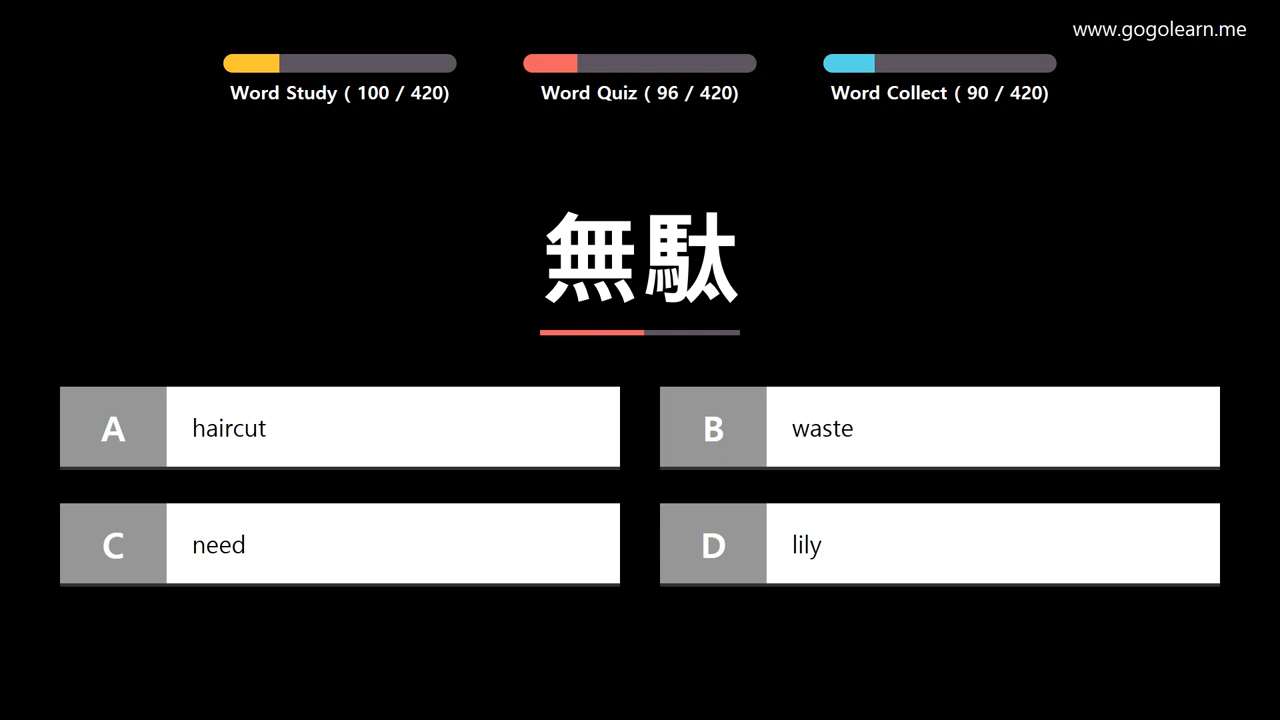 www.gogolearn.me
Word Study ( 100 / 420)
Word Quiz ( 96 / 420)
Word Collect ( 90 / 420)
無駄
A haircut
B waste
C need
D lily